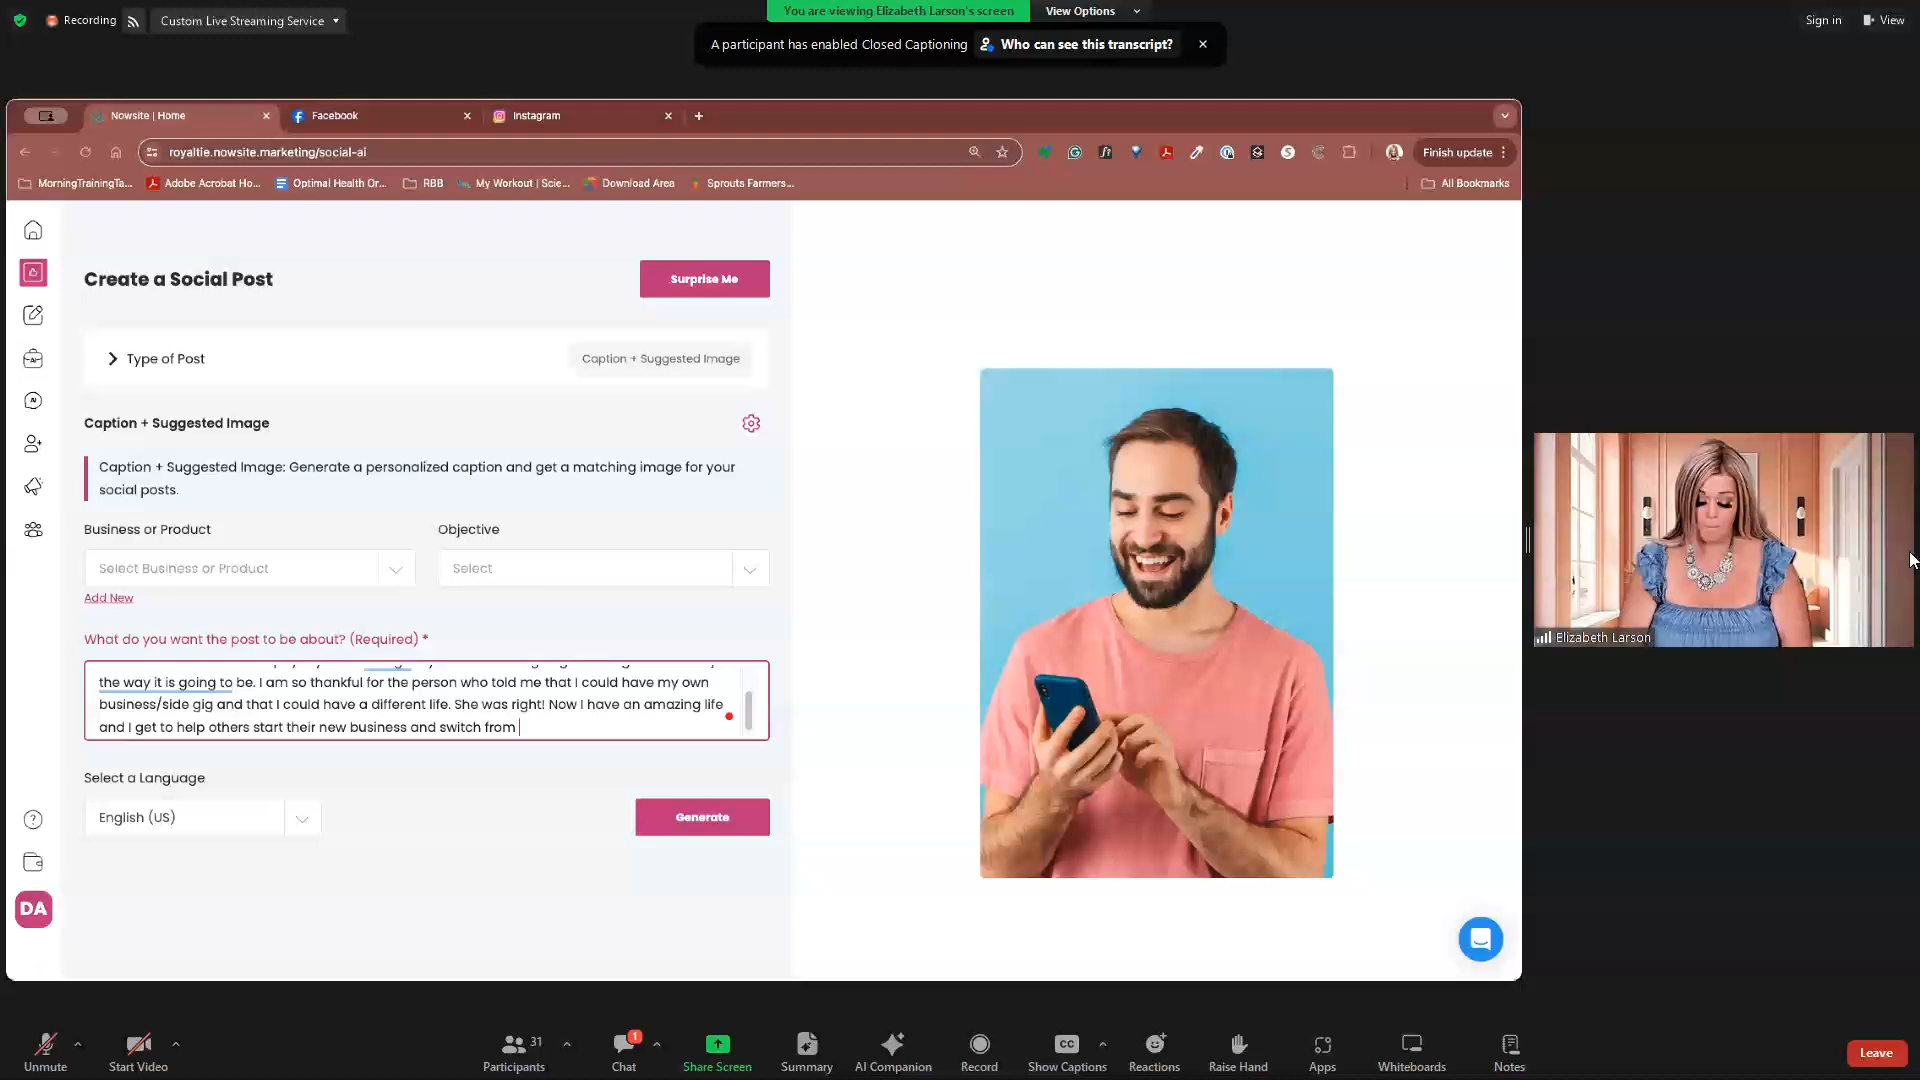 Recording
Custom Live Streaming Service
You are viewing Elizabeth Larson's screen
View Options
Sign in
View
A participant has enabled Closed Captioning
Who can see this transcript?
Nowsite | Home
Facebook
Instagram
royaltie.nowsite.marketing/social-ai
Finish update
MorningTrainingTa...
Adobe Acrobat Ho...
Optimal Health Or...
RBB
My Workout | Scie...
Download Area
Sprouts Farmers...
All Bookmarks
Create a Social Post
Surprise Me
Type of Post
Caption + Suggested Image
Caption + Suggested Image
Caption + Suggested Image: Generate a personalized caption and get a matching image for your
social posts.
Business or Product
Objective
Select Business or Product
Select
Add New
What do you want the post to be about? (Required) *
the way it is going to be. I am so thankful for the person who told me that I could have my own
business/side gig and that I could have a different life. She was right! Now I have an amazing life
and I get to help others start their new business and switch from
Select a Language
English (US)
Generate
DA
Elizabeth Larson
Unmute
Start Video
Participants
31
Chat
1
Share Screen
Summary
AI Companion
Record
CC
Show Captions
Reactions
Raise Hand
Apps
Whiteboards
Notes
Leave